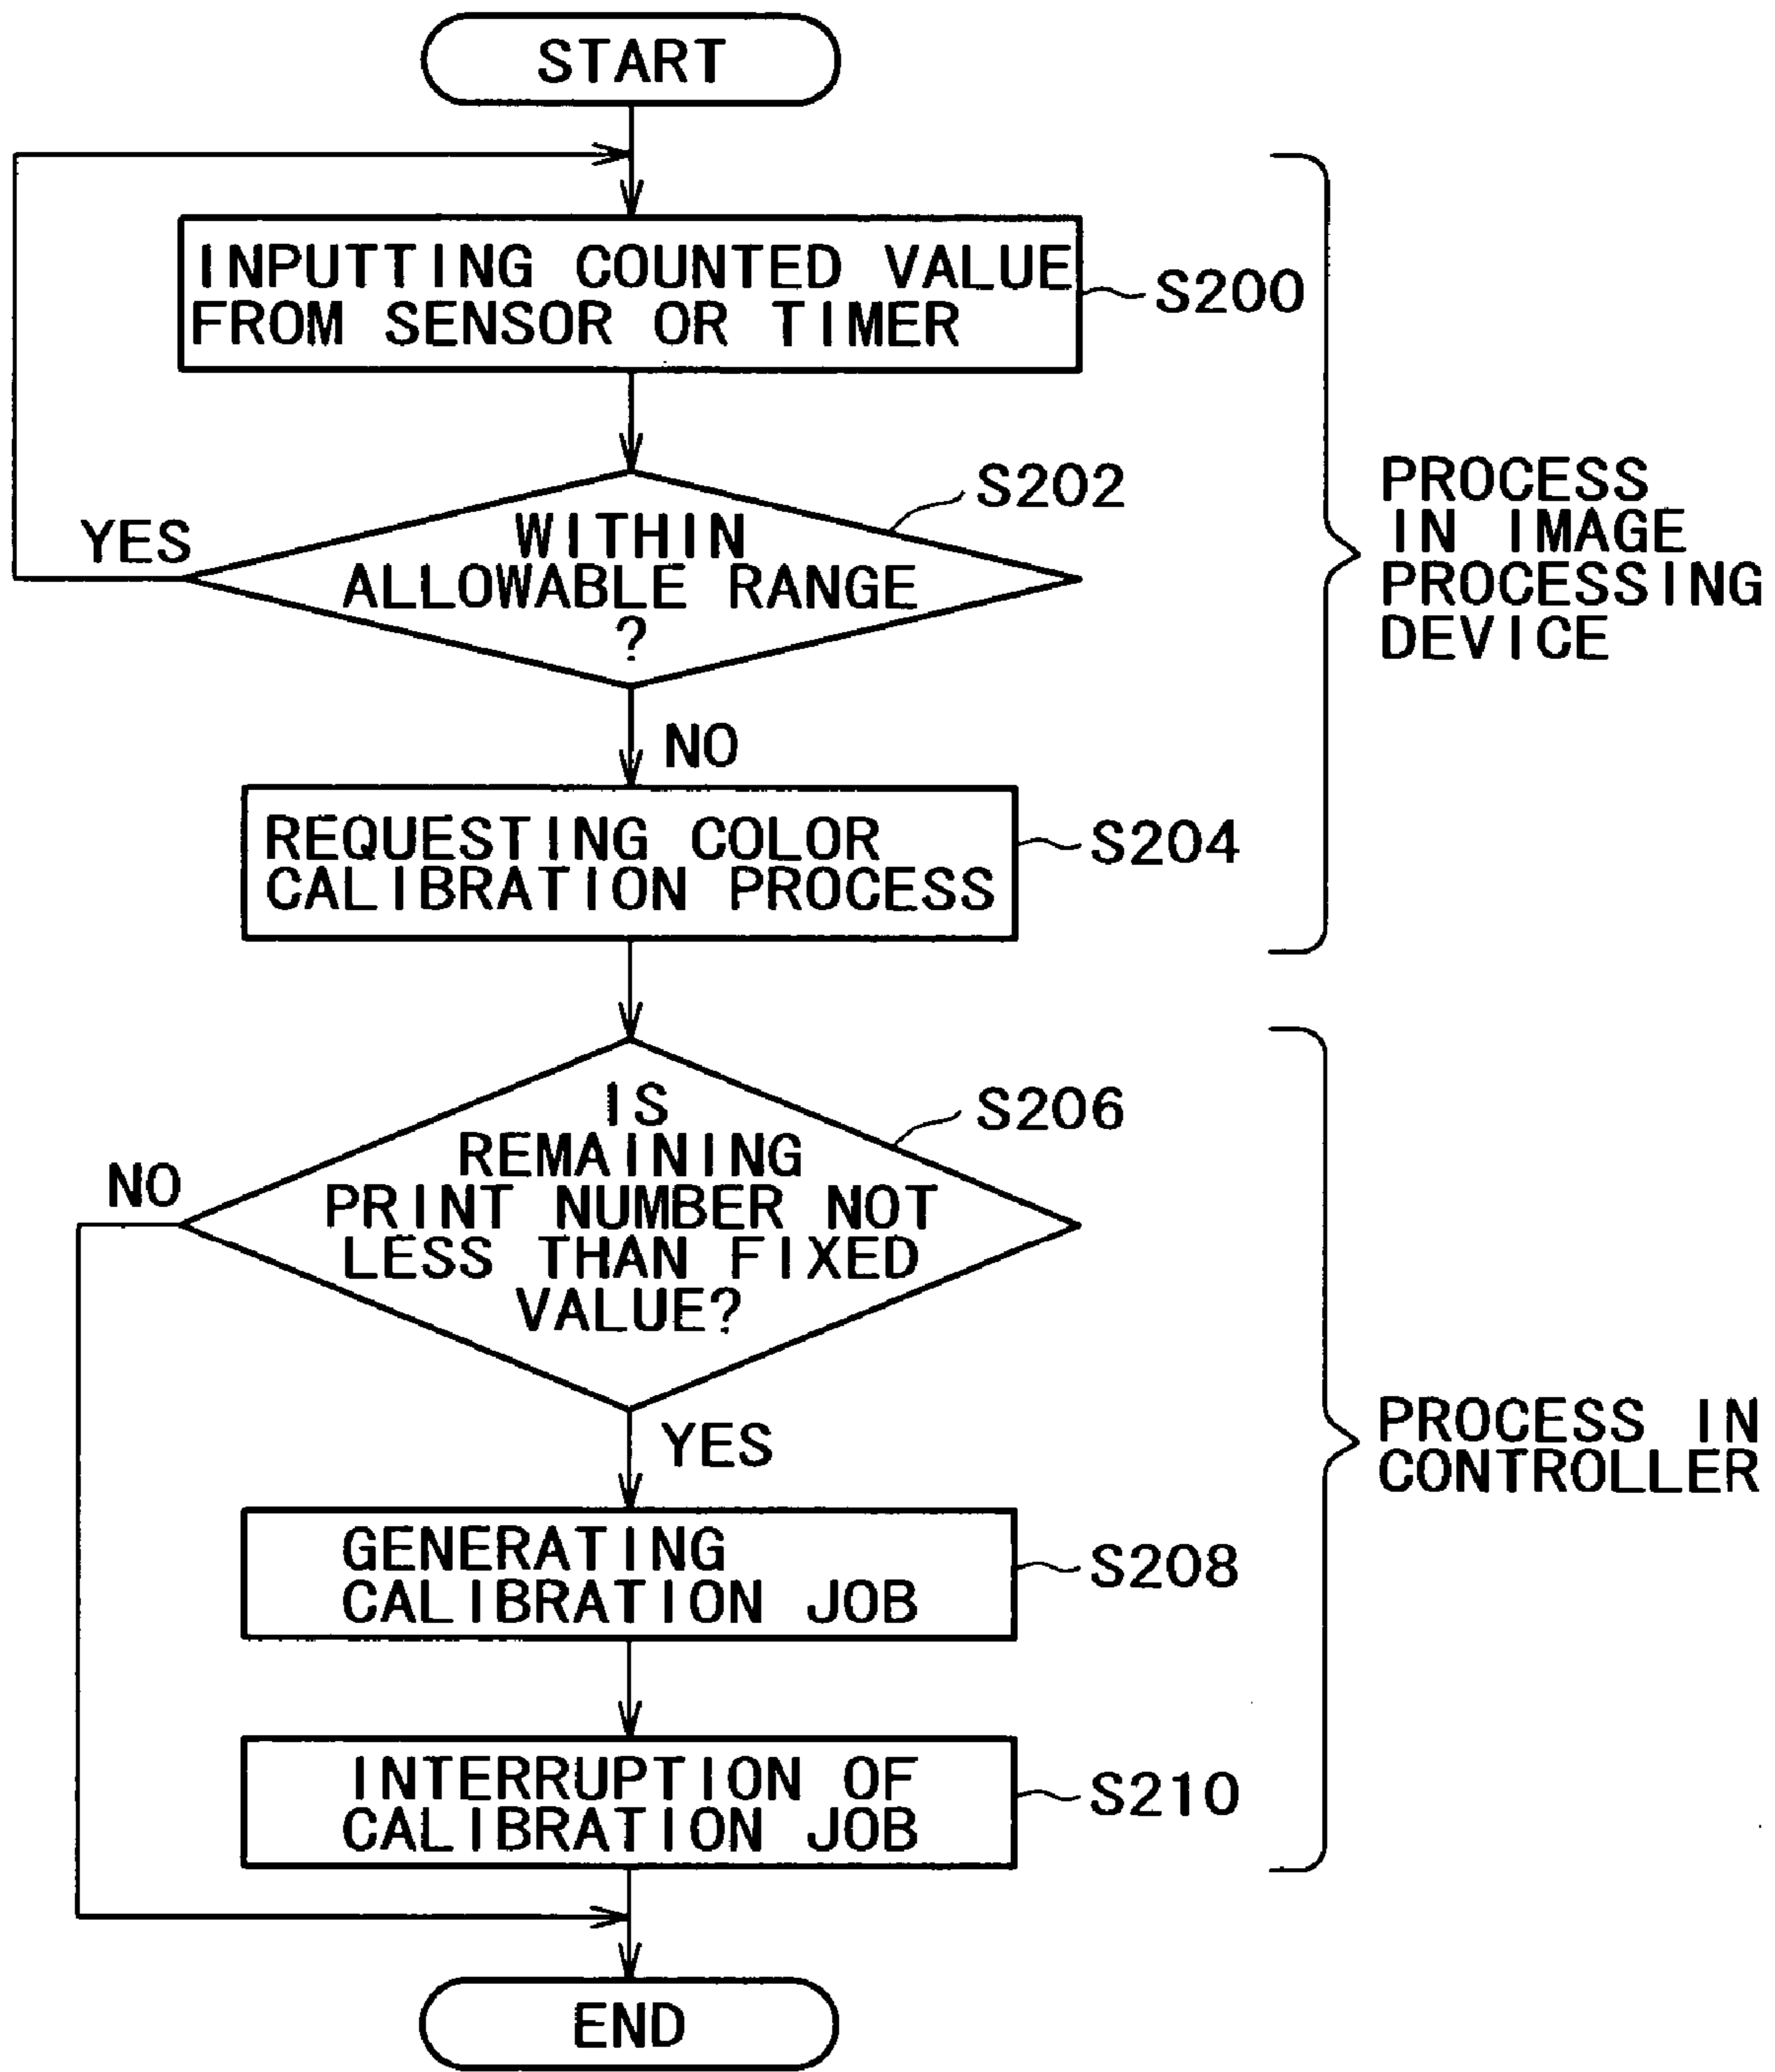 START
INPUTTING COUNTED VALUE
FROM SENSOR OR TIMER
S200
S202
WITHIN
ALLOWABLE RANGE
?
YES
NO
PROCESS
IN IMAGE
PROCESSING
DEVICE
REQUESTING COLOR
CALIBRATION PROCESS
S204
IS
REMAINING
PRINT NUMBER NOT
LESS THAN FIXED
VALUE?
S206
NO
YES
PROCESS IN
CONTROLLER
GENERATING
CALIBRATION JOB
S208
INTERRUPTION OF
CALIBRATION JOB
S210
END